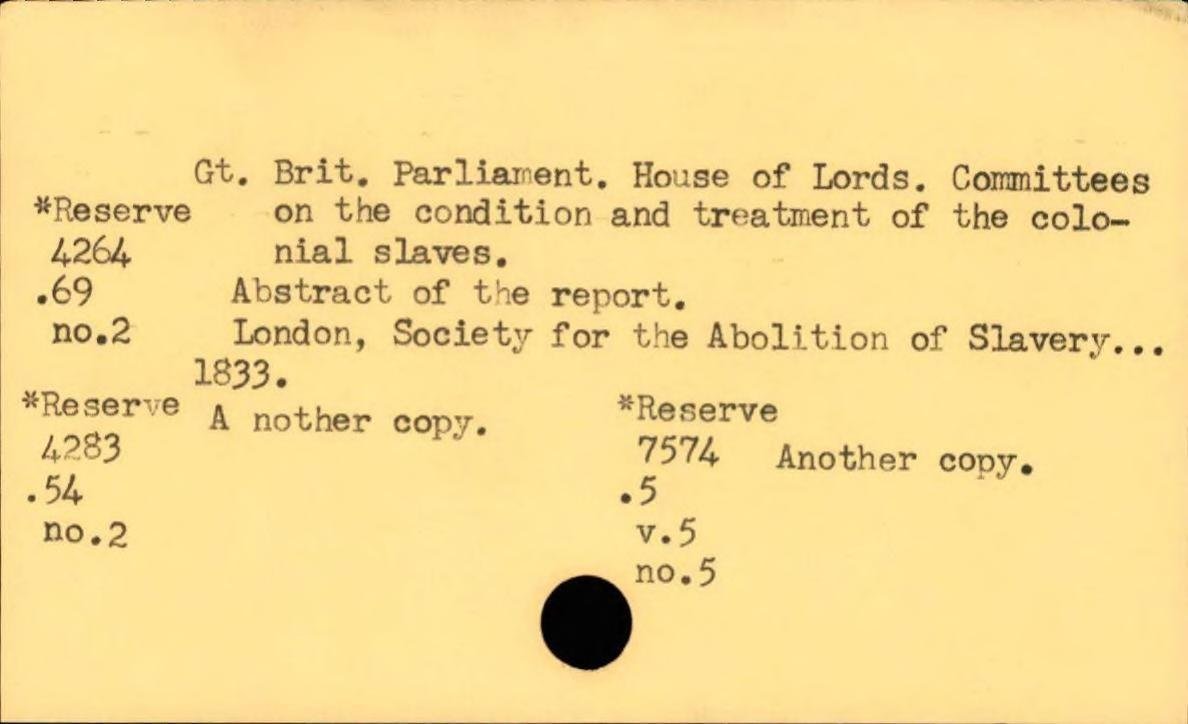 Gt. Brit. Parliament. House of Lords. Committees
*Reserve on the condition and treatment of the colo-
4264 nial slaves.
.69 Abstract of the report.
no.2 London, Society for the Abolition of Slavery...
1833.
*Reserve A nother copy.
4283
.54
no.2
*Reserve
7574 Another copy.
.5
v.5
no.5